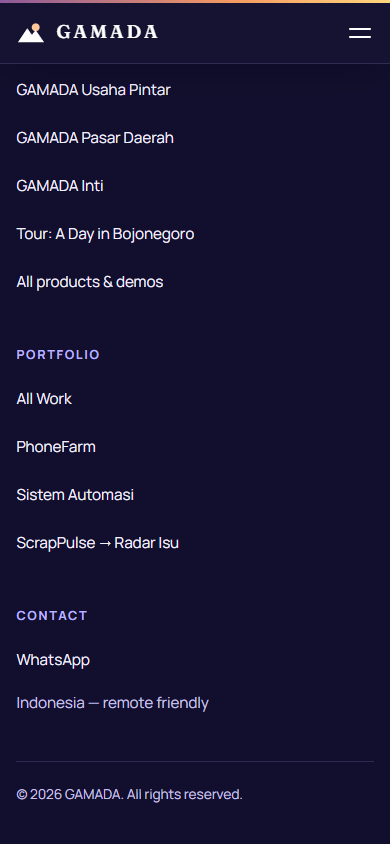 GAMADA
GAMADA Usaha Pintar
GAMADA Pasar Daerah
GAMADA Inti
Tour: A Day in Bojonegoro
All products & demos
PORTFOLIO
All Work
PhoneFarm
Sistem Automasi
ScrapPulse → Radar Isu
CONTACT
WhatsApp
Indonesia — remote friendly
© 2026 GAMADA. All rights reserved.